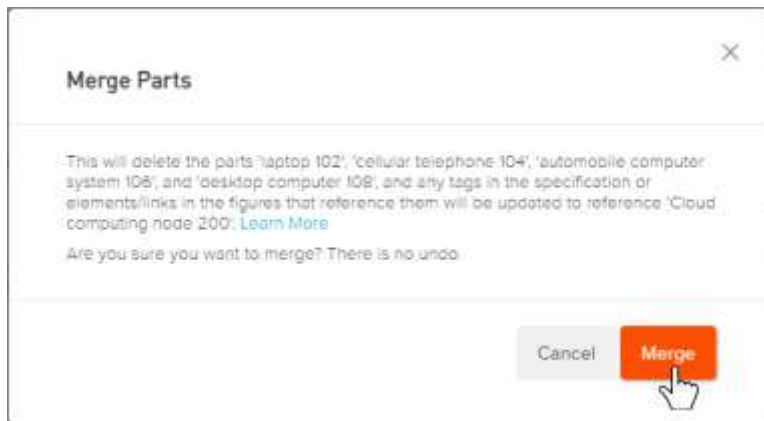 Merge Parts
This will delete the parts 'laptop 102', 'cellular telephone 104', 'automobile computer
system 106', and 'desktop computer 108', and any tags in the specification or
elements/links in the figures that reference them will be updated to reference 'Cloud
computing node 200'. Learn More
Are you sure you want to merge? There is no undo.
Cancel
Merge